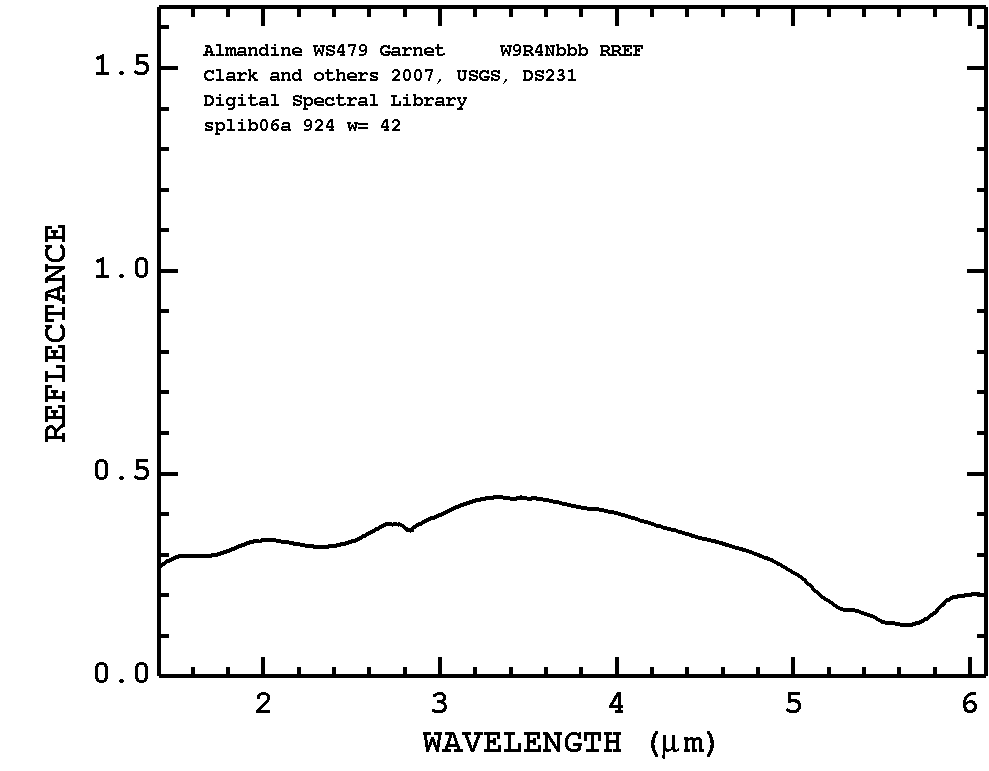 Almandine WS479 Garnet W9R4Nbbb RREF
Clark and others 2007, USGS, DS231
Digital Spectral Library
splib06a 924 w= 42
REFLECTANCE
1.5
1.0
0.5
0.0
2 3 4 5 6
WAVELENGTH (μm)